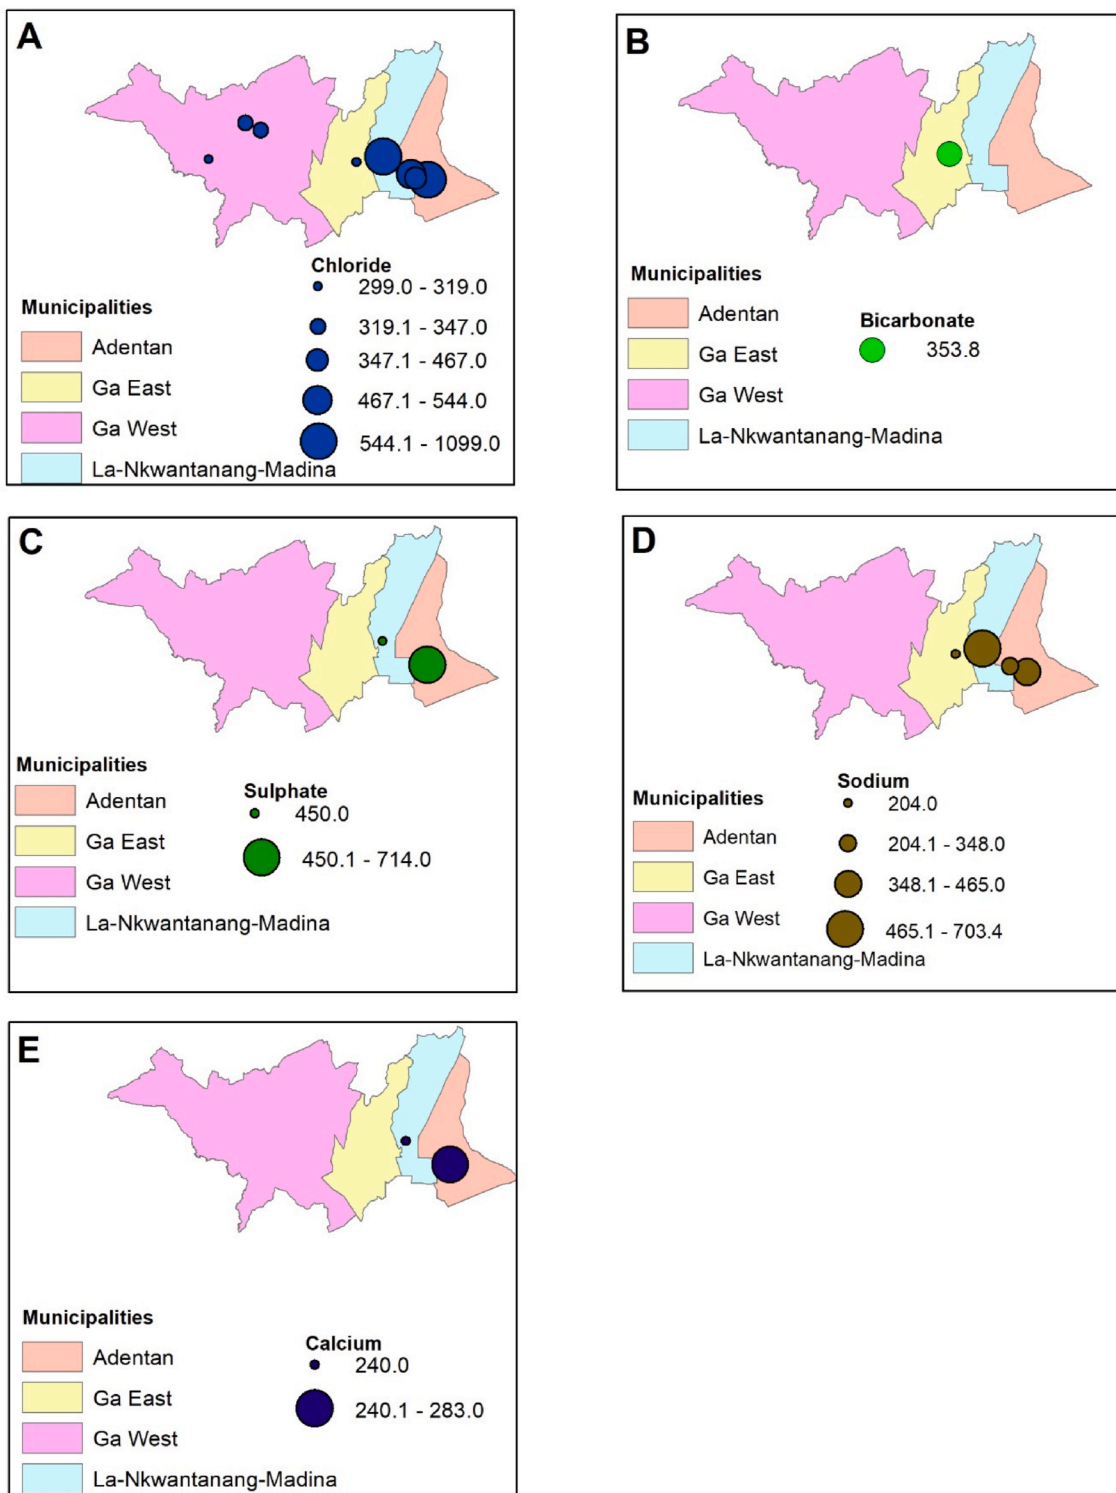 A
Chloride
299.0 - 319.0
319.1 - 347.0
347.1 - 467.0
467.1 - 544.0
544.1 - 1099.0
Municipalities
Adentan
Ga East
Ga West
La-Nkwantanang-Madina
B
Municipalities
Adentan
Ga East
Ga West
La-Nkwantanang-Madina
Bicarbonate
353.8
C
Municipalities
Adentan
Ga East
Ga West
La-Nkwantanang-Madina
Sulphate
450.0
450.1 - 714.0
D
Municipalities
Adentan
Ga East
Ga West
La-Nkwantanang-Madina
Sodium
204.0
204.1 - 348.0
348.1 - 465.0
465.1 - 703.4
E
Municipalities
Adentan
Ga East
Ga West
La-Nkwantanang-Madina
Calcium
240.0
240.1 - 283.0